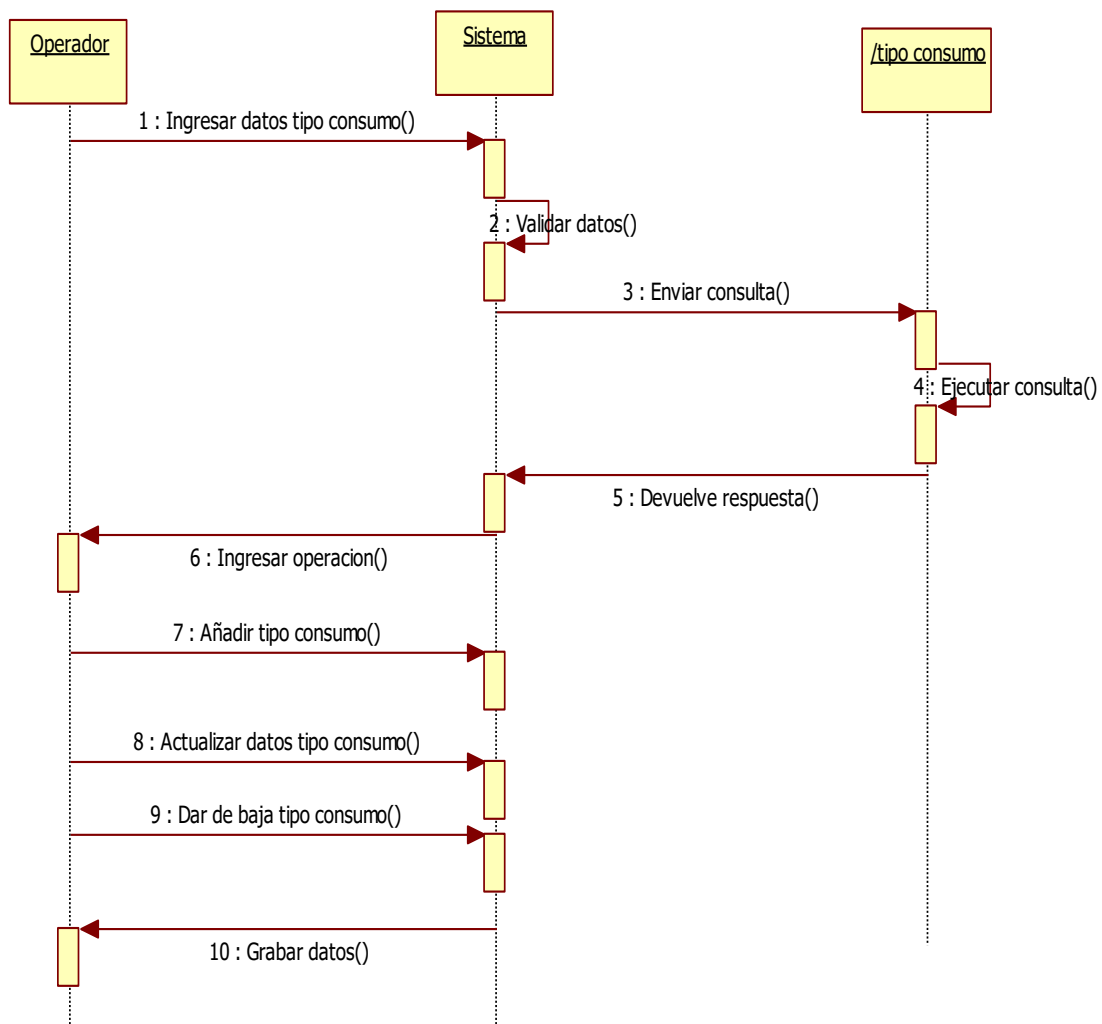 Operador
Sistema
/tipo consumo
1 : Ingresar datos tipo consumo()
2 : Validar datos()
3 : Enviar consulta()
4 : Ejecutar consulta()
5 : Devuelve respuesta()
6 : Ingresar operacion()
7 : Añadir tipo consumo()
8 : Actualizar datos tipo consumo()
9 : Dar de baja tipo consumo()
10 : Grabar datos()